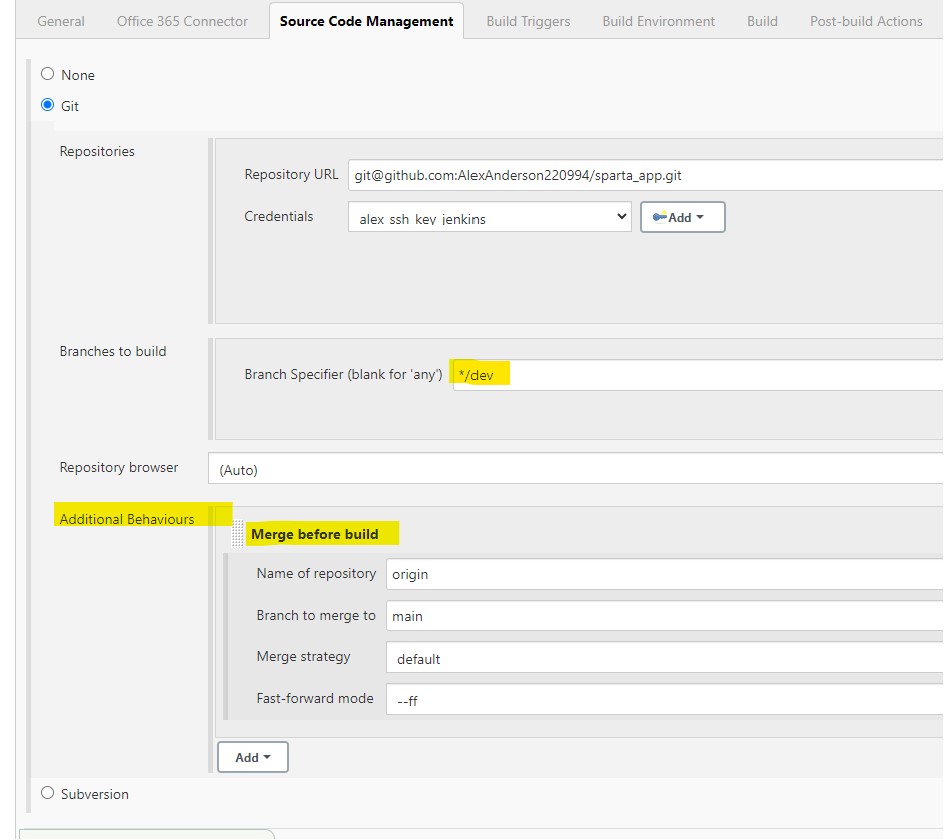 General Office 365 Connector Source Code Management Build Triggers Build Environment Build Post-build Actions
None
Git
Repositories
Repository URL git@github.com:AlexAnderson220994/sparta_app.git
Credentials alex_ssh_key_jenkins Add
Branches to build
Branch Specifier (blank for 'any') */dev
Repository browser (Auto)
Additional Behaviours
Merge before build
Name of repository origin
Branch to merge to main
Merge strategy default
Fast-forward mode --ff
Add
Subversion